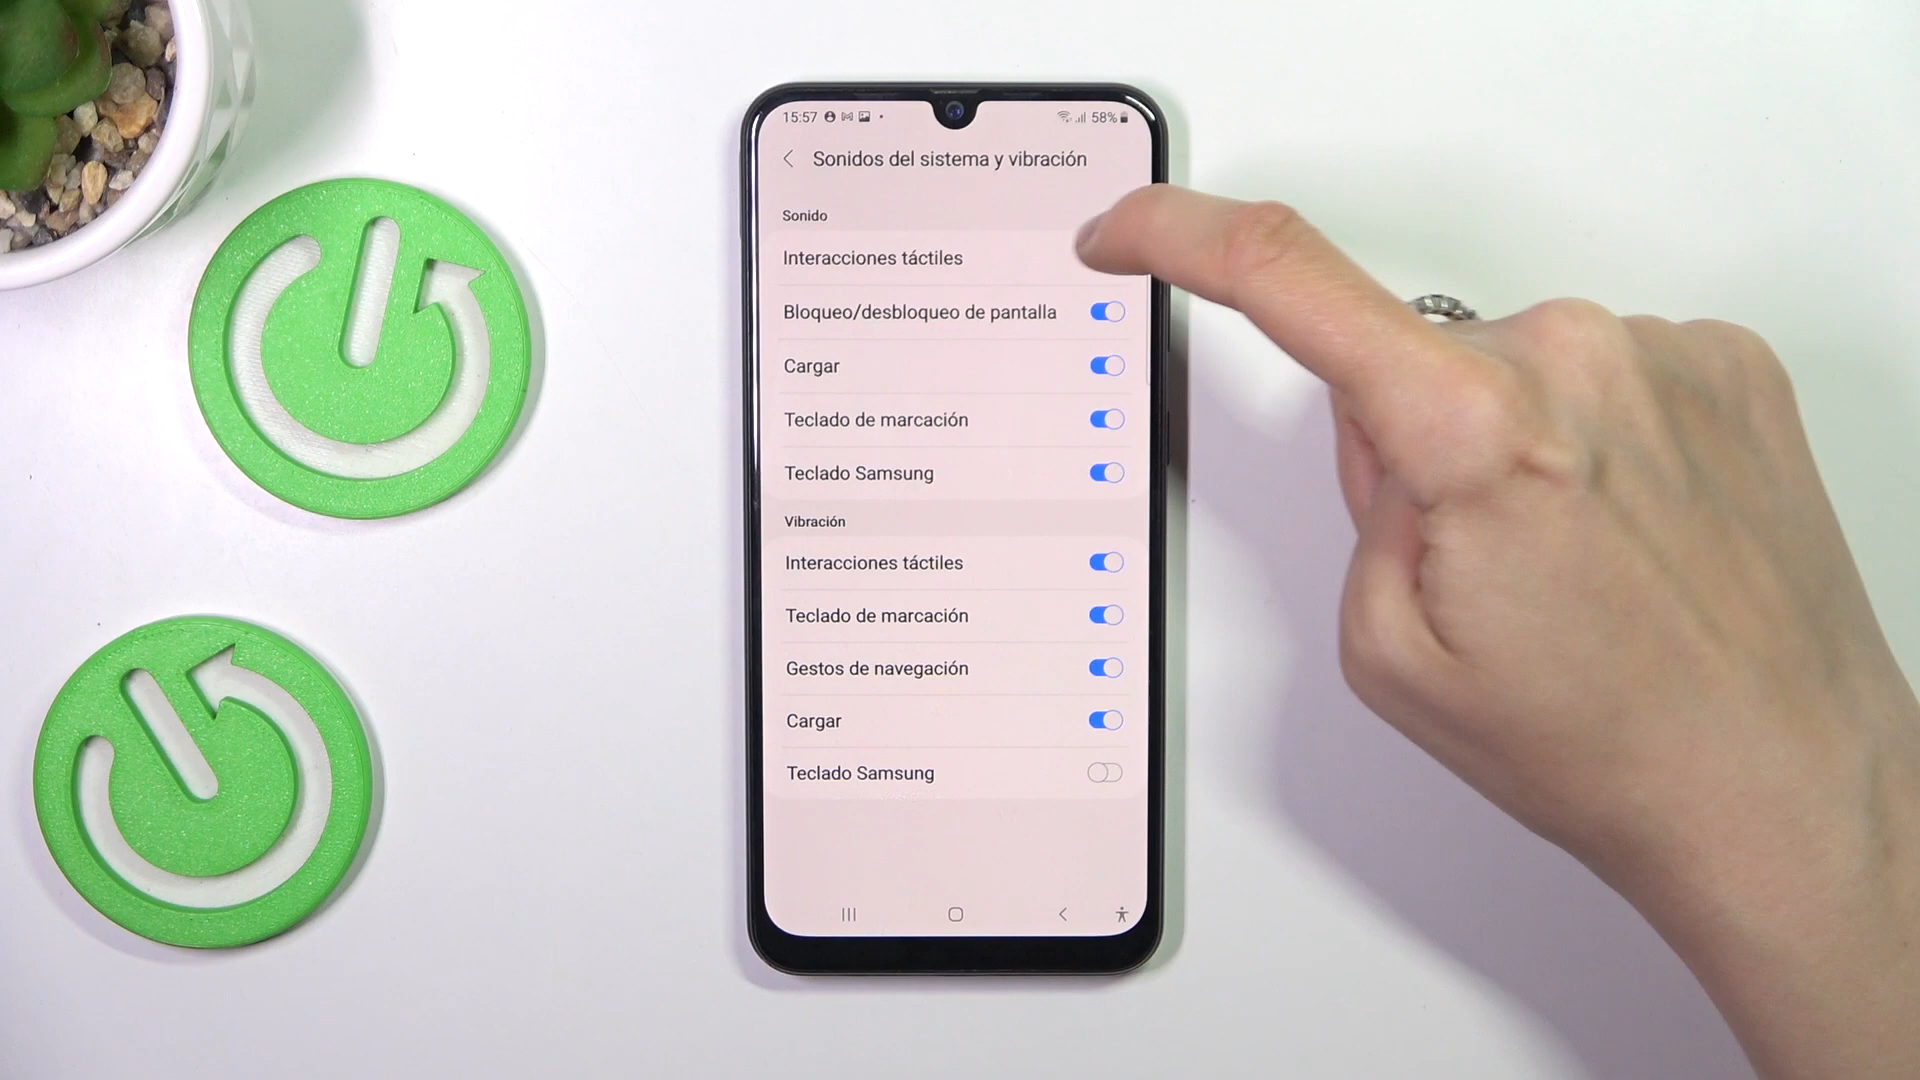 15:57 58%
Sonidos del sistema y vibración
Sonido
Interacciones táctiles
Bloqueo/desbloqueo de pantalla
Cargar
Teclado de marcación
Teclado Samsung
Vibración
Interacciones táctiles
Teclado de marcación
Gestos de navegación
Cargar
Teclado Samsung